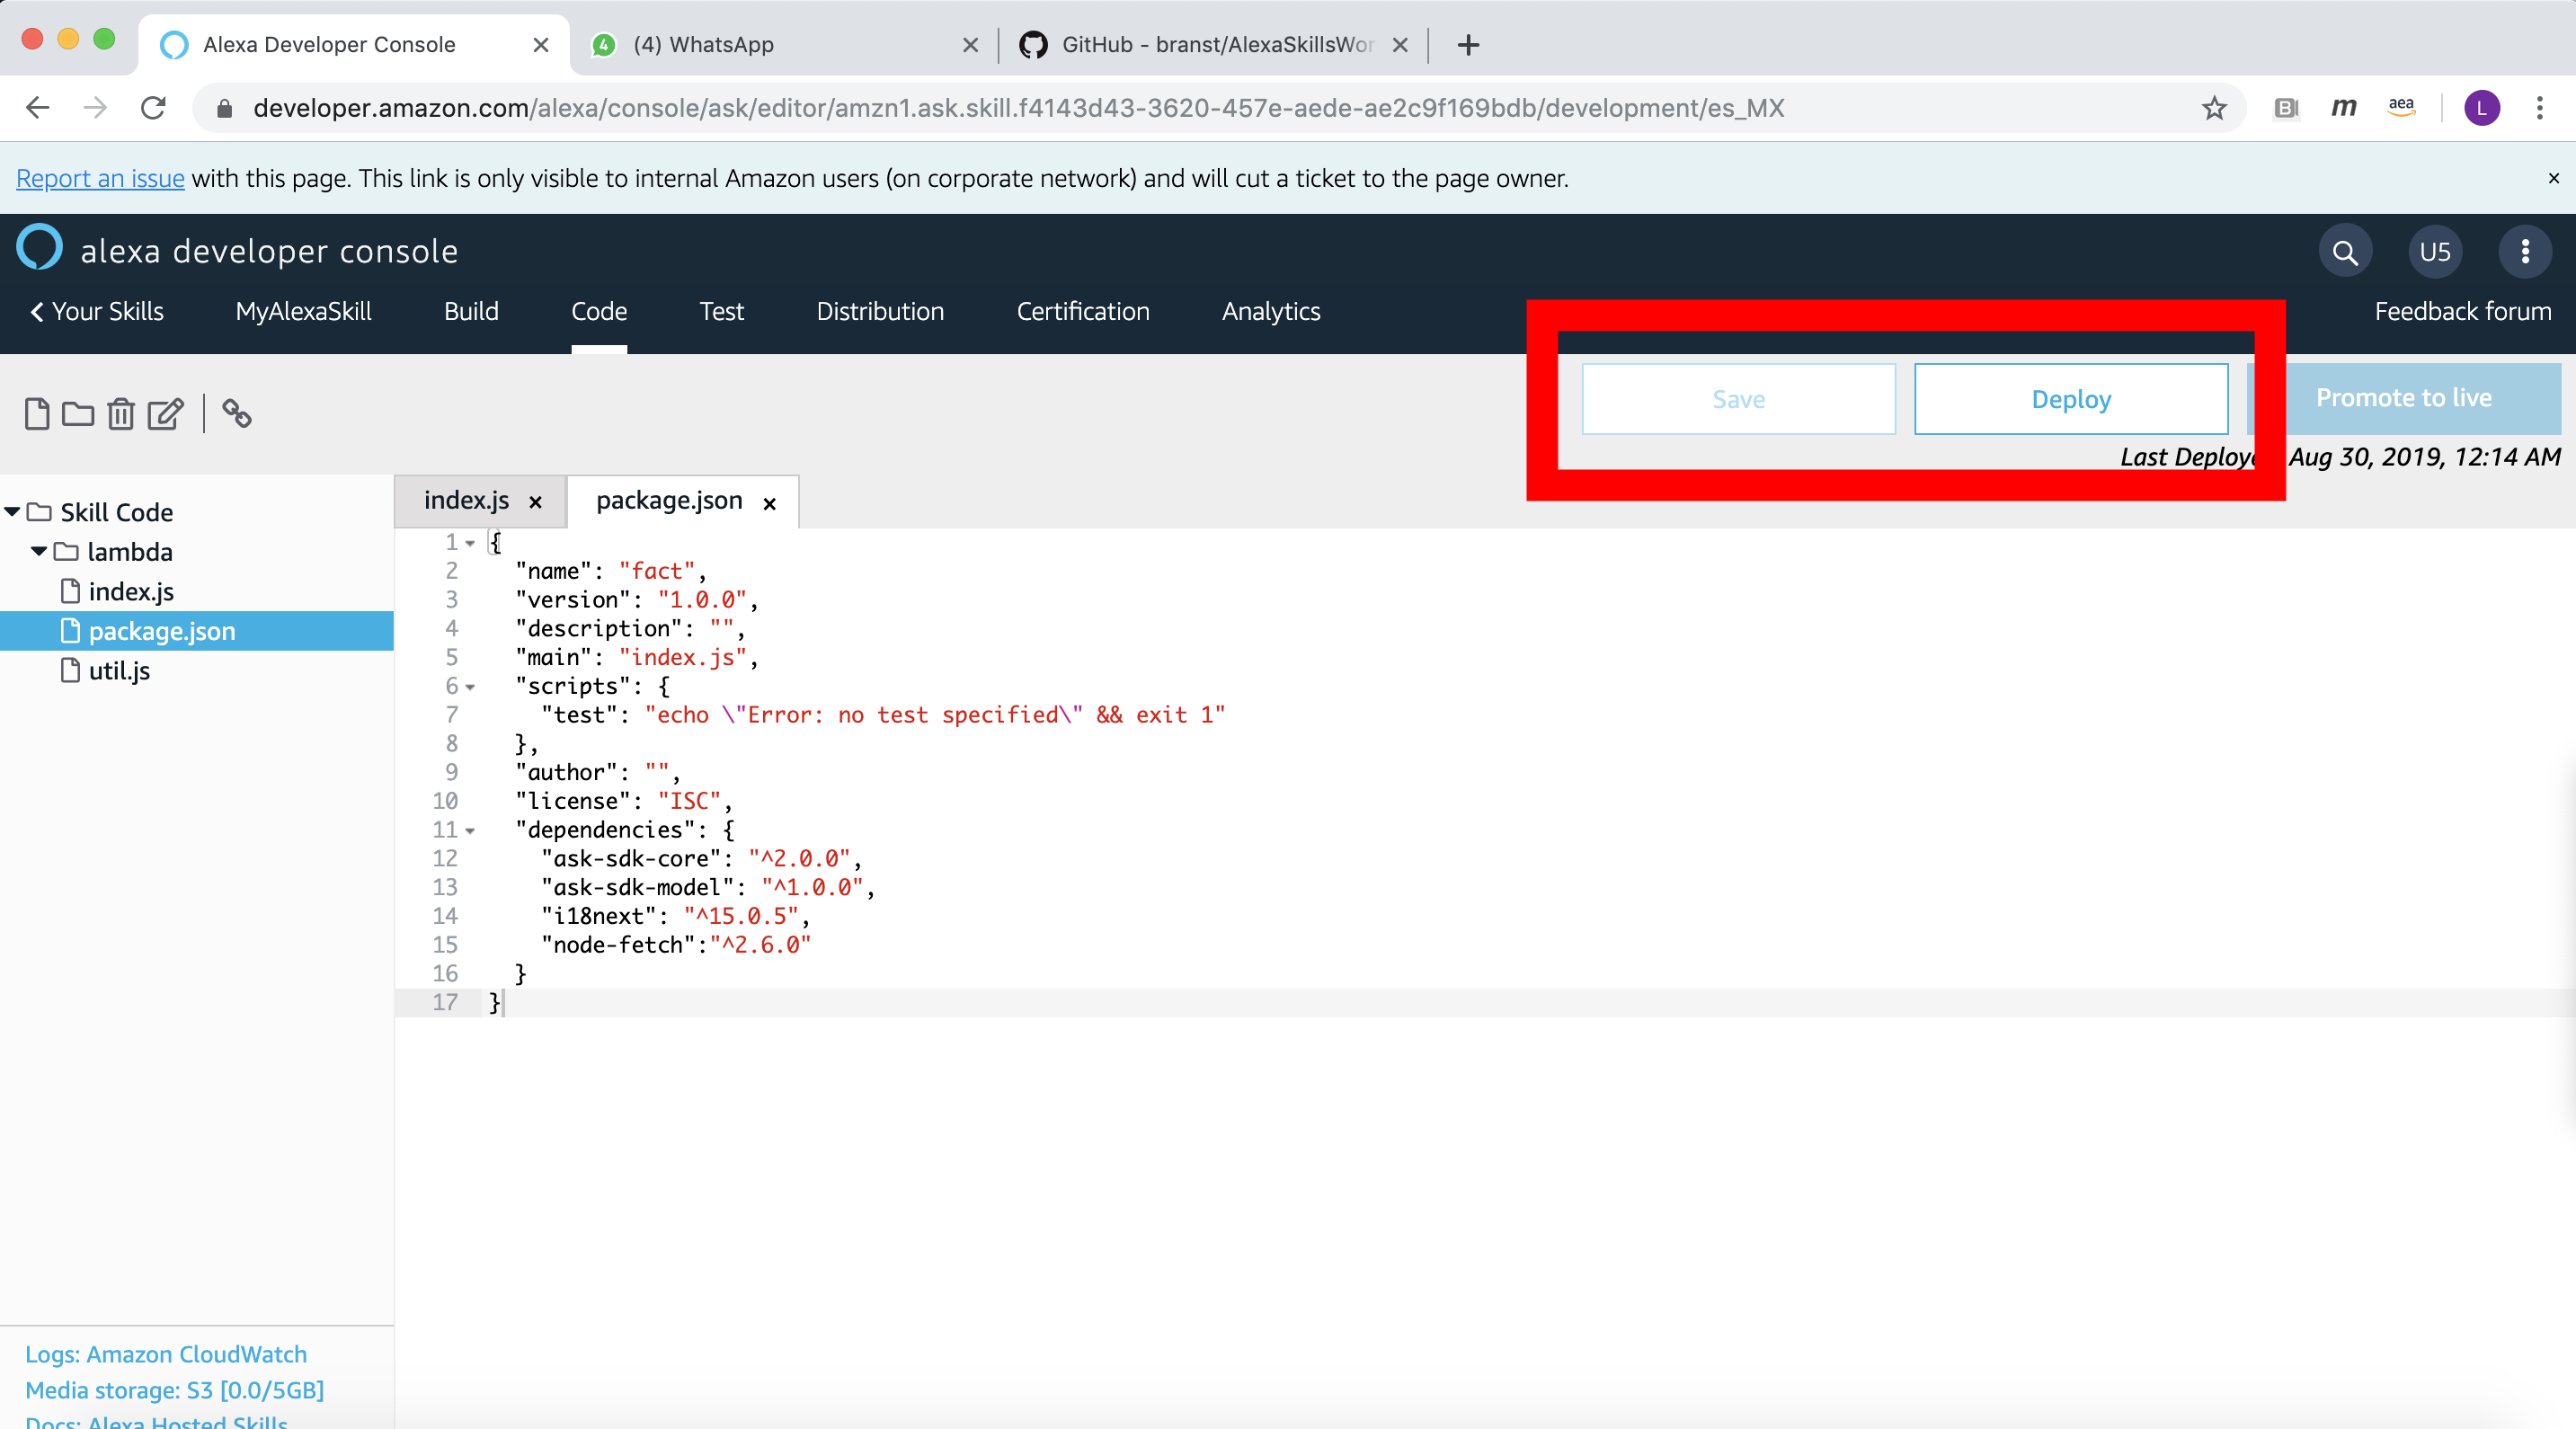 Alexa Developer Console
4
(4) WhatsApp
GitHub - branst/AlexaSkillsWor
developer.amazon.com/alexa/console/ask/editor/amzn1.ask.skill.f4143d43-3620-457e-aede-ae2c9f169bdb/development/es_MX
B
m
aea
L
Report an issue with this page. This link is only visible to internal Amazon users (on corporate network) and will cut a ticket to the page owner.
alexa developer console
U5
Your Skills MyAlexaSkill Build Code Test Distribution Certification Analytics Feedback forum
Save Deploy Promote to live
Last Deploye Aug 30, 2019, 12:14 AM
Skill Code
lambda
index.js
package.json
util.js
index.js package.json
1 {
2 "name": "fact",
3 "version": "1.0.0",
4 "description": "",
5 "main": "index.js",
6 "scripts": {
7 "test": "echo \"Error: no test specified\" && exit 1"
8 },
9 "author": "",
10 "license": "ISC",
11 "dependencies": {
12 "ask-sdk-core": "^2.0.0",
13 "ask-sdk-model": "^1.0.0",
14 "i18next": "^15.0.5",
15 "node-fetch":"^2.6.0"
16 }
17 }
Logs: Amazon CloudWatch
Media storage: S3 [0.0/5GB]
Docs: Alexa Hosted Skills